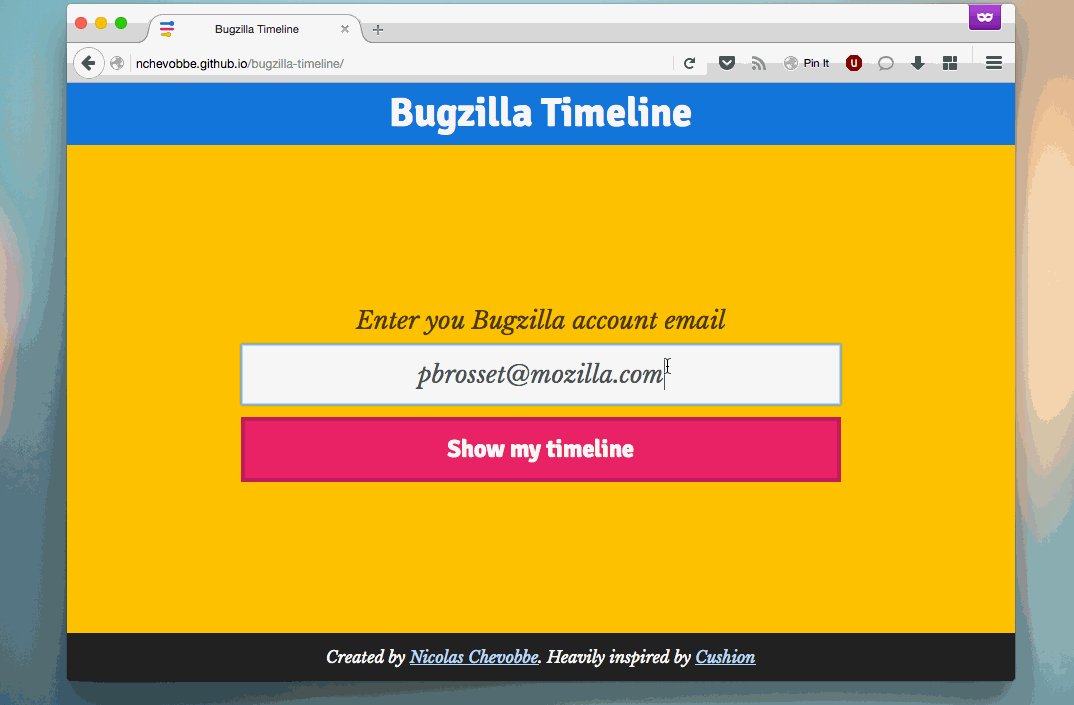 Bugzilla Timeline
nchevobbe.github.io/bugzilla-timeline/
Pin It
Bugzilla Timeline
Enter you Bugzilla account email
pbrosset@mozilla.com
Show my timeline
Created by Nicolas Chevobbe. Heavily inspired by Cushion